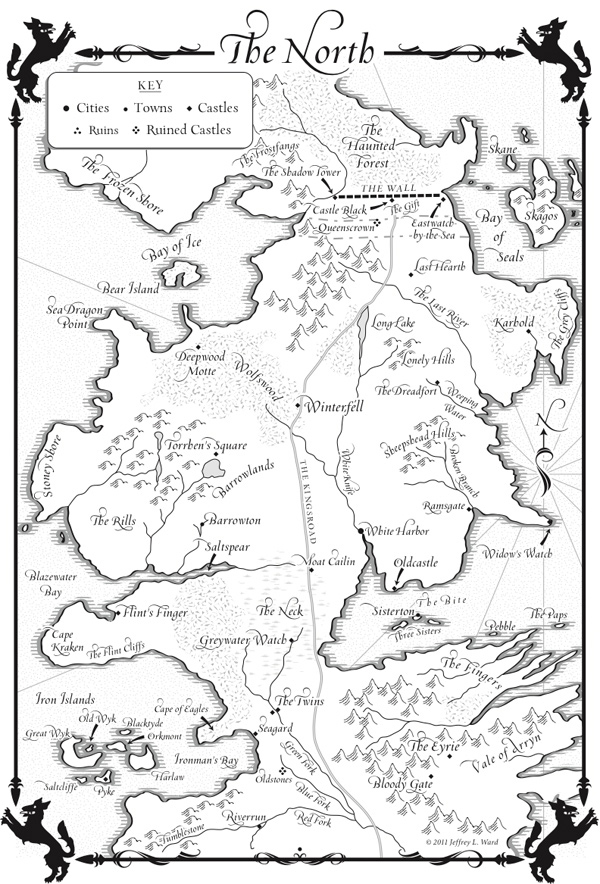 The North
KEY
Cities
Towns
Castles
Ruins
Ruined Castles
The Haunted
Forest
The Frostfangs
The Shadow Tower
The Frozen Shore
Skane
Skagos
THE WALL
Castle Black
The Gift
Queenscrown
Eastwatch-
by-the-Sea
Bay
of
Seals
Bay of Ice
Bear Island
Last Hearth
Sea Dragon
Point
The Last River
Long Lake
Karhold
The Grey Cliffs
Deepwood
Motte
Wolfswood
Lonely Hills
The Dreadfort
Weeping
Water
Winterfell
N
Stoney Shore
Torrhen's Square
Barrowlands
Sheepshead Hills
Broken Branch
White Knife
THE KINGSROAD
The Rills
Barrowton
Ramsgate
Saltspear
White Harbor
Widow's Watch
Moat Cailin
Oldcastle
Blazewater
Bay
Flint's Finger
The Neck
Sisterton
The Bite
Three Sisters
Pebble
The Paps
Cape
Kraken
The Flint Cliffs
Greywater Watch
The Fingers
Iron Islands
Old Wyk
Great Wyk
Blacktyde
Orkmont
Cape of Eagles
The Twins
Seagard
Ironman's Bay
Harlaw
Saltcliffe
Pyke
Green Fork
Oldstones
Blue Fork
The Eyrie
Vale of Arryn
Bloody Gate
Riverrun
Tumblestone
Red Fork
© 2011 Jeffrey L. Ward